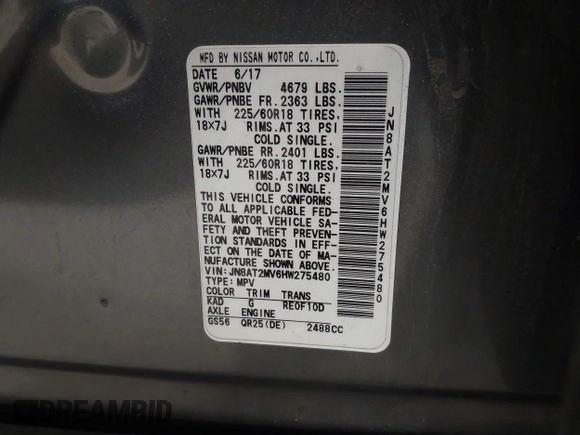 MFD BY NISSAN MOTOR CO.,LTD.
DATE 6/17
GVWR/PNBV 4679 LBS.
GAWR/PNBE FR. 2363 LBS.
WITH 225/60R18 TIRES,
18X7J RIMS.AT 33 PSI
COLD SINGLE.
GAWR/PNBE RR. 2401 LBS.
WITH 225/60R18 TIRES,
18X7J RIMS.AT 33 PSI
COLD SINGLE.
THIS VEHICLE CONFORMS
TO ALL APPLICABLE FED-
ERAL MOTOR VEHICLE SA-
FETY AND THEFT PREVEN-
TION STANDARDS IN EFF-
ECT ON THE DATE OF MA-
NUFACTURE SHOWN ABOVE.
VIN:JN8AT2MV6HW275480
TYPE:MPV
COLOR TRIM TRANS
KAD G RE0F10D
AXLE ENGINE
GS56 QR25(DE) 2488CC
JN8AT2MV6HW275480
DREAMBID